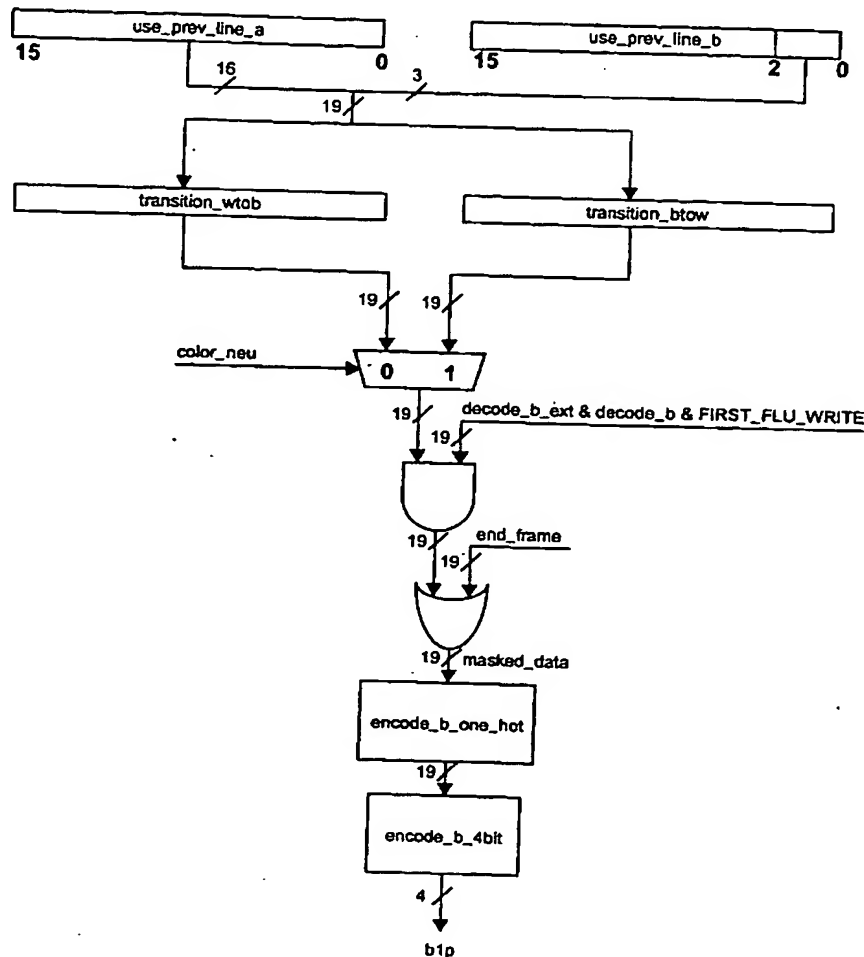 use_prev_line_a
use_prev_line_b
15
0
15
2
0
16
3
19
transition_wtob
transition_btow
19
19
color_neu
0
1
19
decode_b_ext & decode_b & FIRST_FLU_WRITE
19
19
end_frame
19
19
masked_data
encode_b_one_hot
19
encode_b_4bit
4
b1p